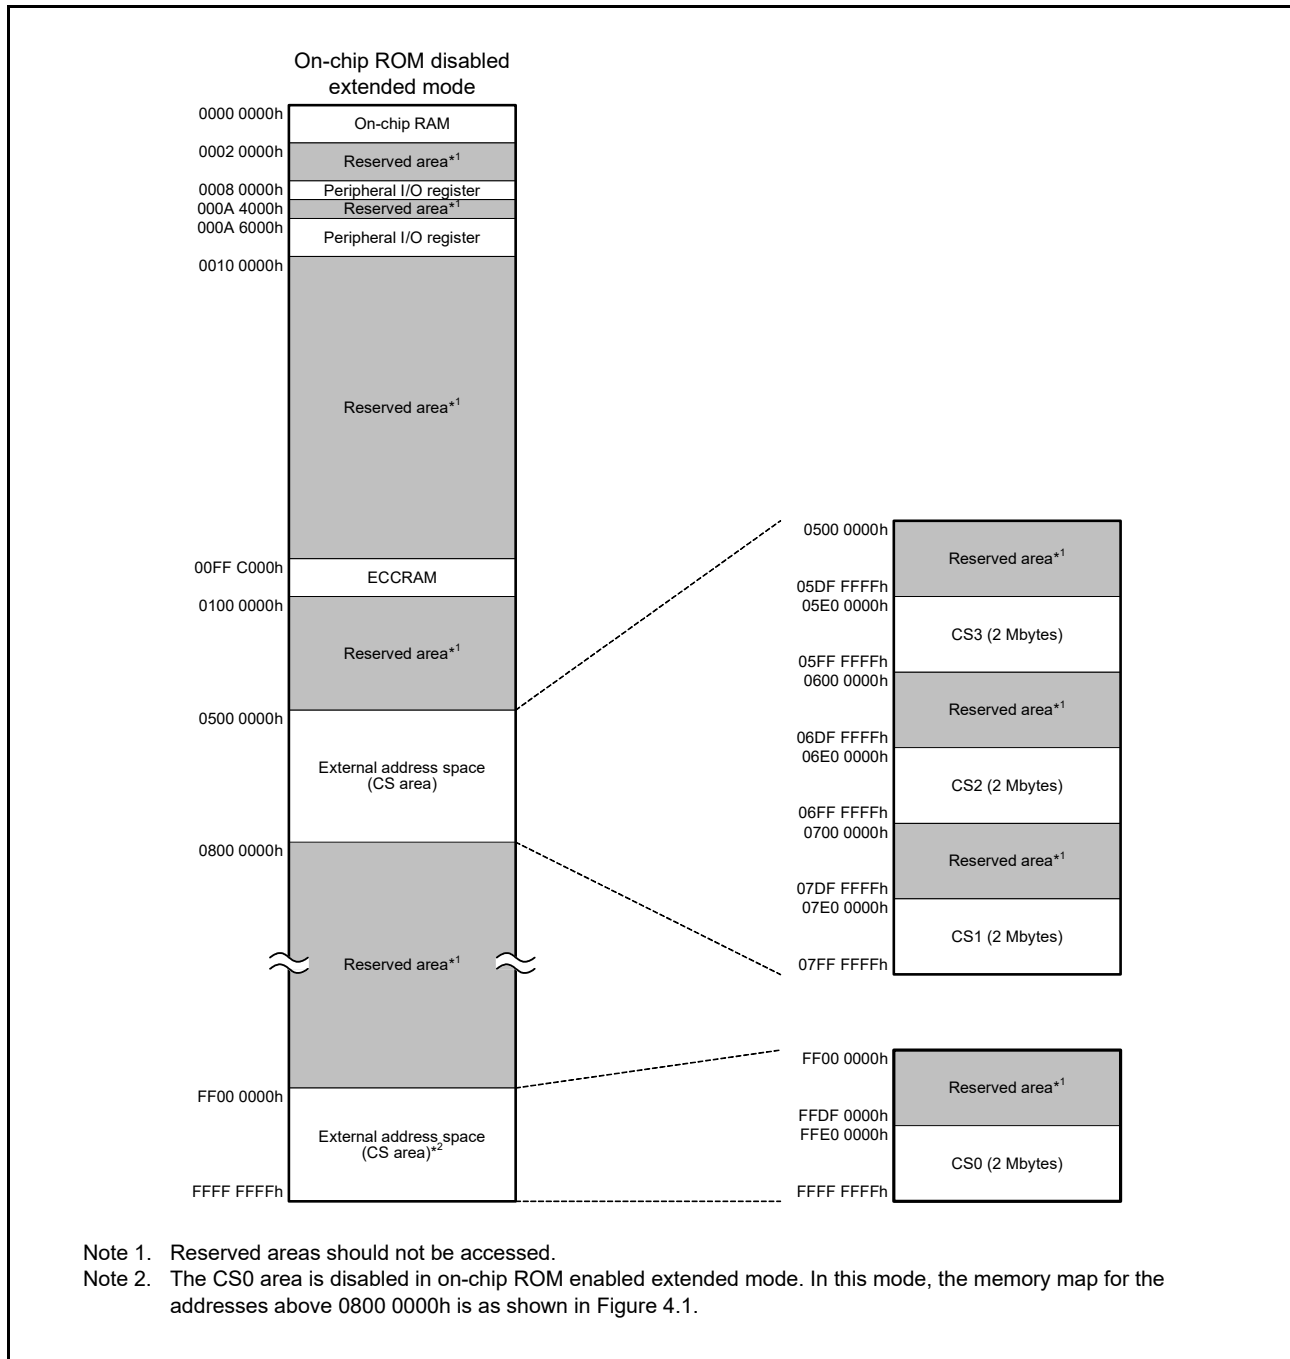 On-chip ROM disabled
extended mode
0000 0000h
On-chip RAM
0002 0000h
Reserved area*1
0008 0000h
Peripheral I/O register
000A 4000h
Reserved area*1
000A 6000h
Peripheral I/O register
0010 0000h
Reserved area*1
00FF C000h
ECCRAM
0100 0000h
Reserved area*1
0500 0000h
External address space
(CS area)
0800 0000h
Reserved area*1
FF00 0000h
External address space
(CS area)*2
FFFF FFFFh
0500 0000h
Reserved area*1
05DF FFFFh
05E0 0000h
CS3 (2 Mbytes)
05FF FFFFh
0600 0000h
Reserved area*1
06DF FFFFh
06E0 0000h
CS2 (2 Mbytes)
06FF FFFFh
0700 0000h
Reserved area*1
07DF FFFFh
07E0 0000h
CS1 (2 Mbytes)
07FF FFFFh
FF00 0000h
Reserved area*1
FFDF 0000h
FFE0 0000h
CS0 (2 Mbytes)
FFFF FFFFh
Note 1. Reserved areas should not be accessed.
Note 2. The CS0 area is disabled in on-chip ROM enabled extended mode. In this mode, the memory map for the
addresses above 0800 0000h is as shown in Figure 4.1.